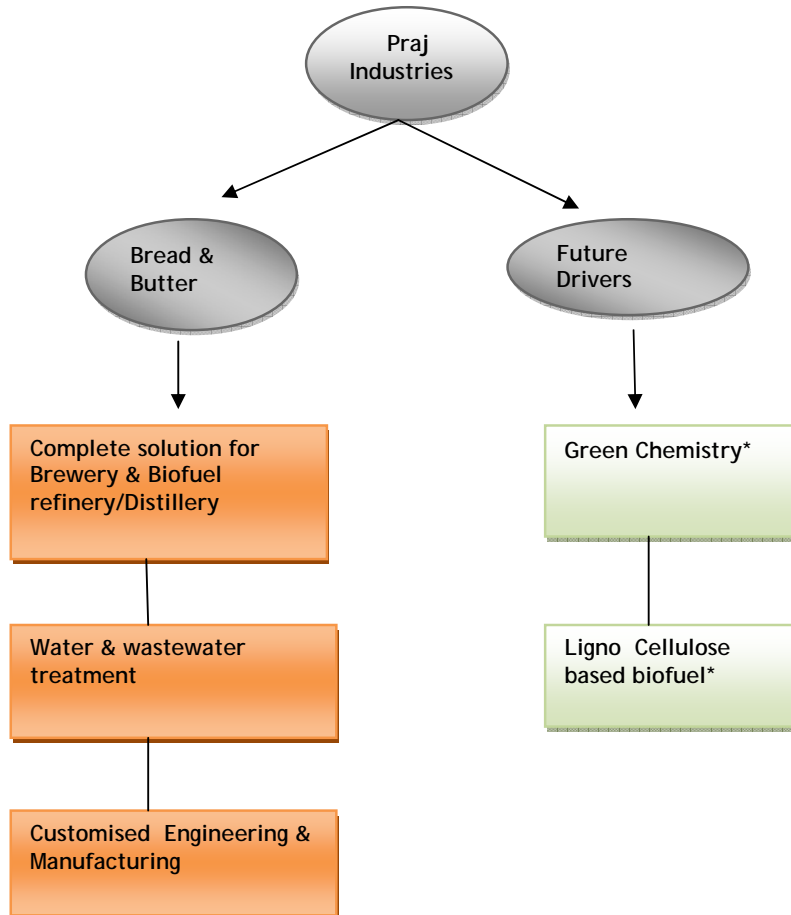 Praj
Industries
Bread &
Butter
Future
Drivers
Complete solution for
Brewery & Biofuel
refinery/Distillery
Green Chemistry*
Water & wastewater
treatment
Ligno Cellulose
based biofuel*
Customised Engineering &
Manufacturing